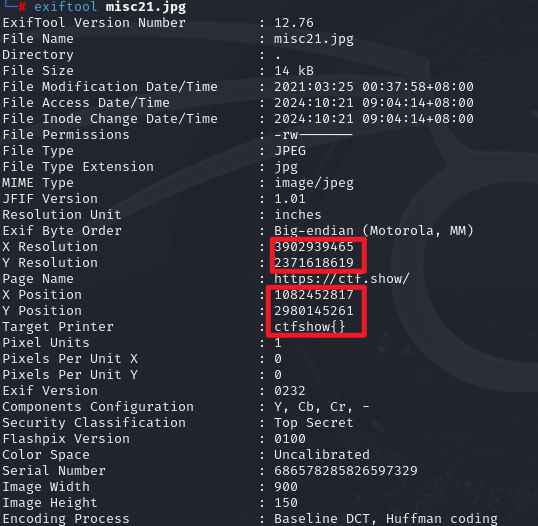 └─# exiftool misc21.jpg
ExifTool Version Number : 12.76
File Name : misc21.jpg
Directory : .
File Size : 14 kB
File Modification Date/Time : 2021:03:25 00:37:58+08:00
File Access Date/Time : 2024:10:21 09:04:14+08:00
File Inode Change Date/Time : 2024:10:21 09:04:14+08:00
File Permissions : -rw-------
File Type : JPEG
File Type Extension : jpg
MIME Type : image/jpeg
JFIF Version : 1.01
Resolution Unit : inches
Exif Byte Order : Big-endian (Motorola, MM)
X Resolution : 3902939465
Y Resolution : 2371618619
Page Name : https://ctf.show/
X Position : 1082452817
Y Position : 2980145261
Target Printer : ctfshow{}
Pixel Units : 1
Pixels Per Unit X : 0
Pixels Per Unit Y : 0
Exif Version : 0232
Components Configuration : Y, Cb, Cr, -
Security Classification : Top Secret
Flashpix Version : 0100
Color Space : Uncalibrated
Serial Number : 686578285826597329
Image Width : 900
Image Height : 150
Encoding Process : Baseline DCT, Huffman coding